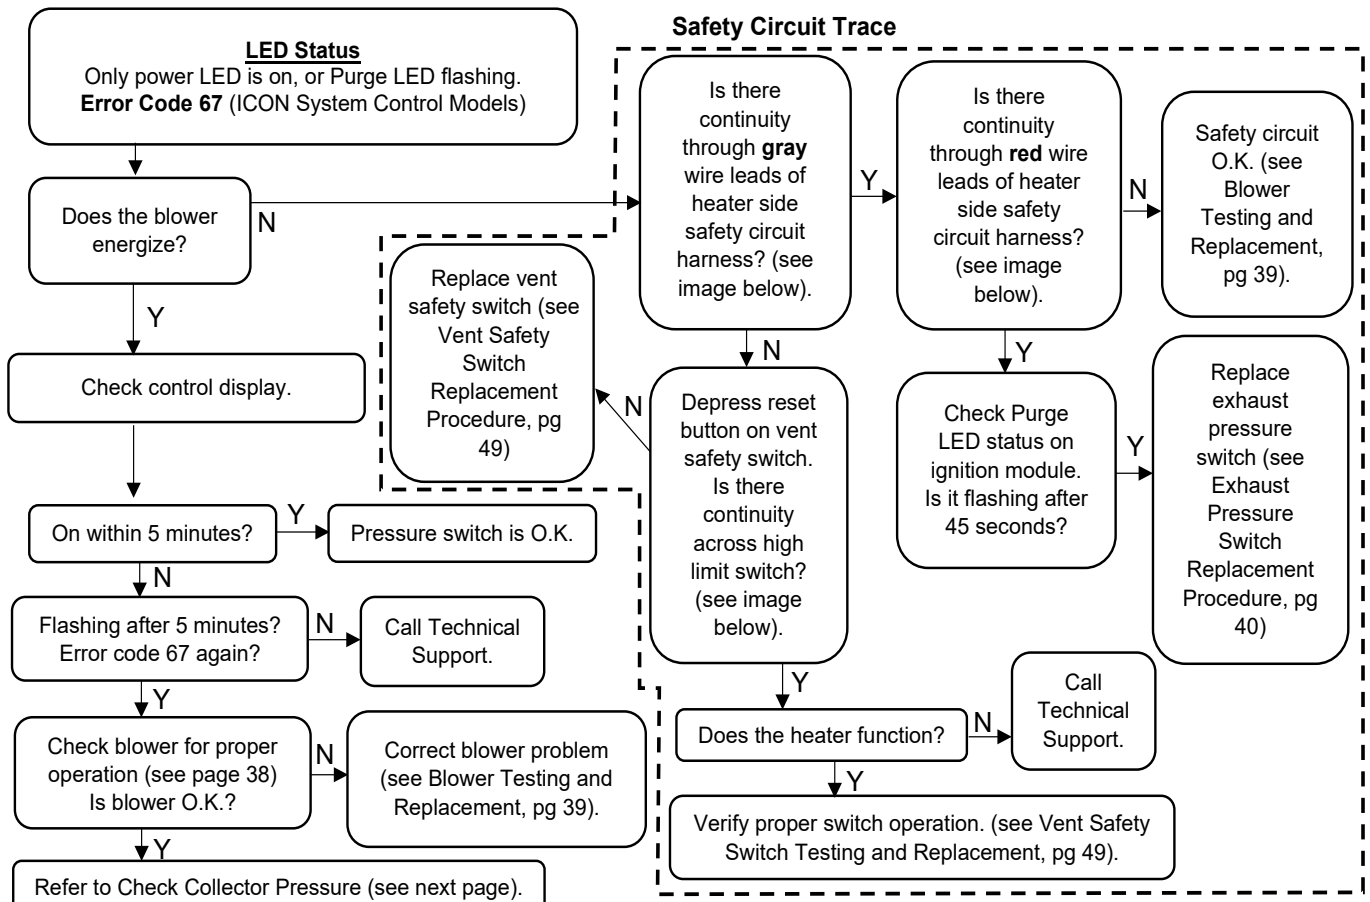 Safety Circuit Trace
LED Status
Only power LED is on, or Purge LED flashing.
Error Code 67 (ICON System Control Models)
Does the blower
energize?
N
Y
Check control display.
On within 5 minutes?
Y
Pressure switch is O.K.
N
Flashing after 5 minutes?
Error code 67 again?
N
Call Technical
Support.
Y
Check blower for proper
operation (see page 38)
Is blower O.K.?
N
Correct blower problem
(see Blower Testing and
Replacement, pg 39).
Y
Refer to Check Collector Pressure (see next page).
Is there
continuity
through gray
wire leads of
heater side
safety circuit
harness? (see
image below).
Y
Is there
continuity
through red wire
leads of heater
side safety
circuit harness?
(see image
below).
N
Safety circuit
O.K. (see
Blower
Testing and
Replacement,
pg 39).
Y
Check Purge
LED status on
ignition module.
Is it flashing after
45 seconds?
Y
Replace
exhaust
pressure
switch (see
Exhaust
Pressure
Switch
Replacement
Procedure, pg
40)
N
Depress reset
button on vent
safety switch.
Is there
continuity
across high
limit switch?
(see image
below).
N
Replace vent
safety switch (see
Vent Safety
Switch
Replacement
Procedure, pg
49)
Y
Does the heater function?
N
Call
Technical
Support.
Y
Verify proper switch operation. (see Vent Safety
Switch Testing and Replacement, pg 49).